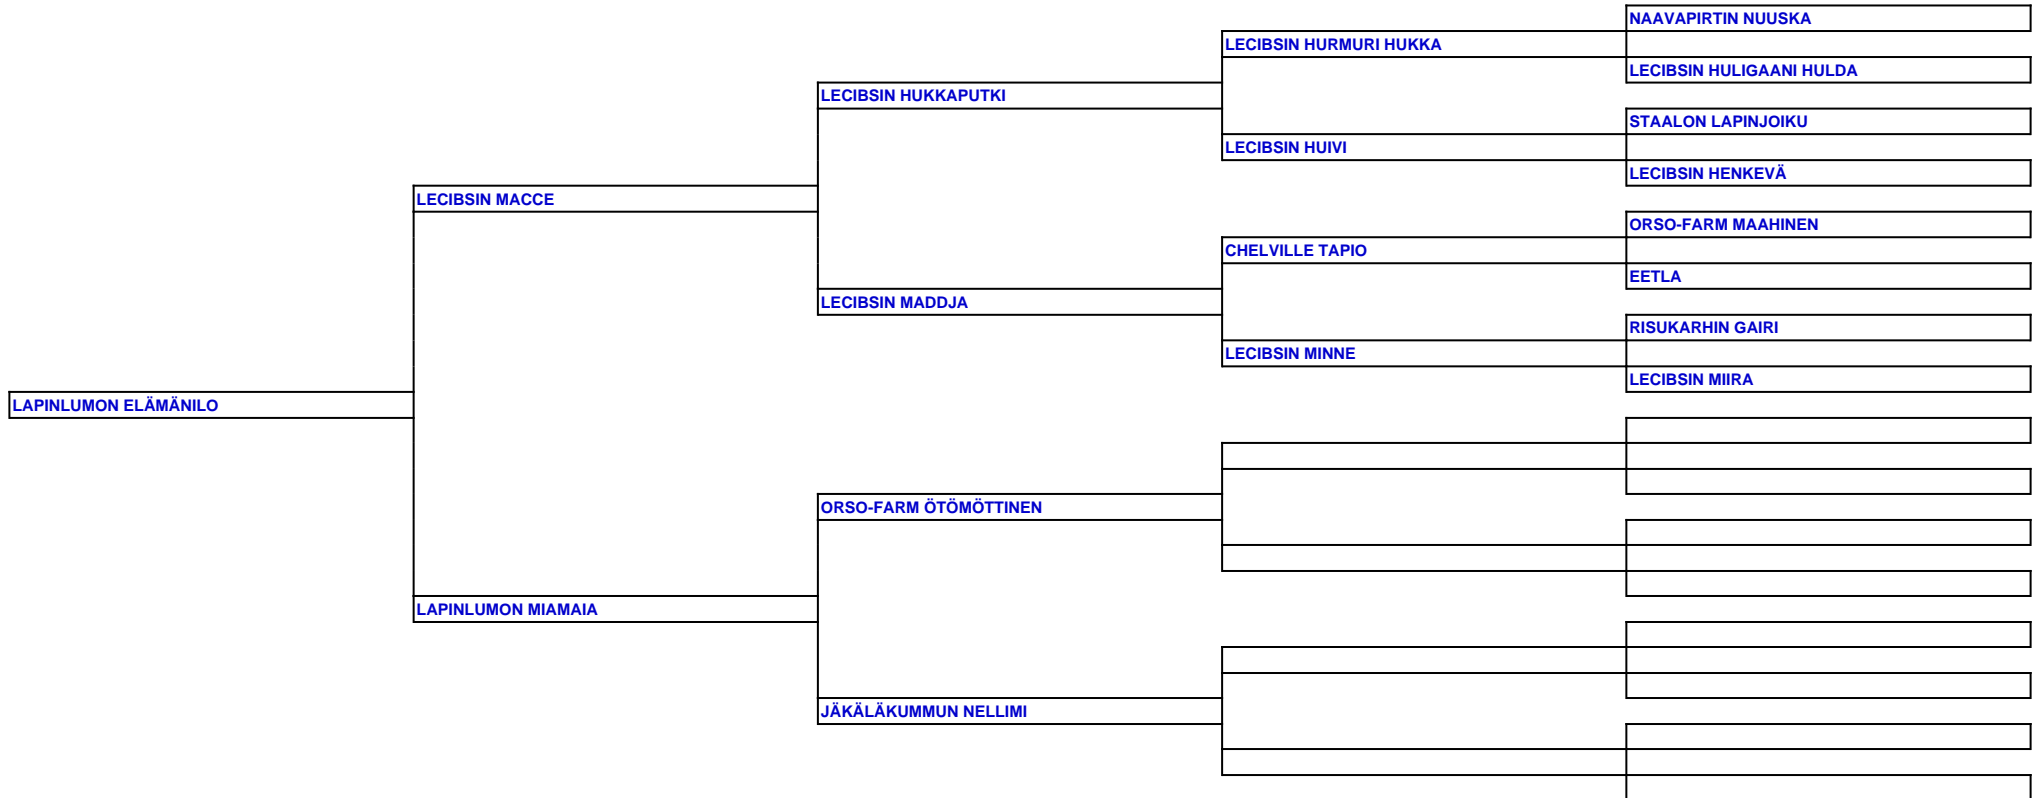 NAAVAPIRTIN NUUSKA
LECIBSIN HURMURI HUKKA
LECIBSIN HULIGAANI HULDA
LECIBSIN HUKKAPUTKI
STAALON LAPINJOIKU
LECIBSIN HUIVI
LECIBSIN HENKEVÄ
LECIBSIN MACCE
ORSO-FARM MAAHINEN
CHELVILLE TAPIO
EETLA
LECIBSIN MADDJA
RISUKARHIN GAIRI
LECIBSIN MINNE
LECIBSIN MIIRA
LAPINLUMON ELÄMÄNILO
ORSO-FARM ÖTÖMÖTTINEN
LAPINLUMON MIAMAIA
JÄKÄLÄKUMMUN NELLIMI